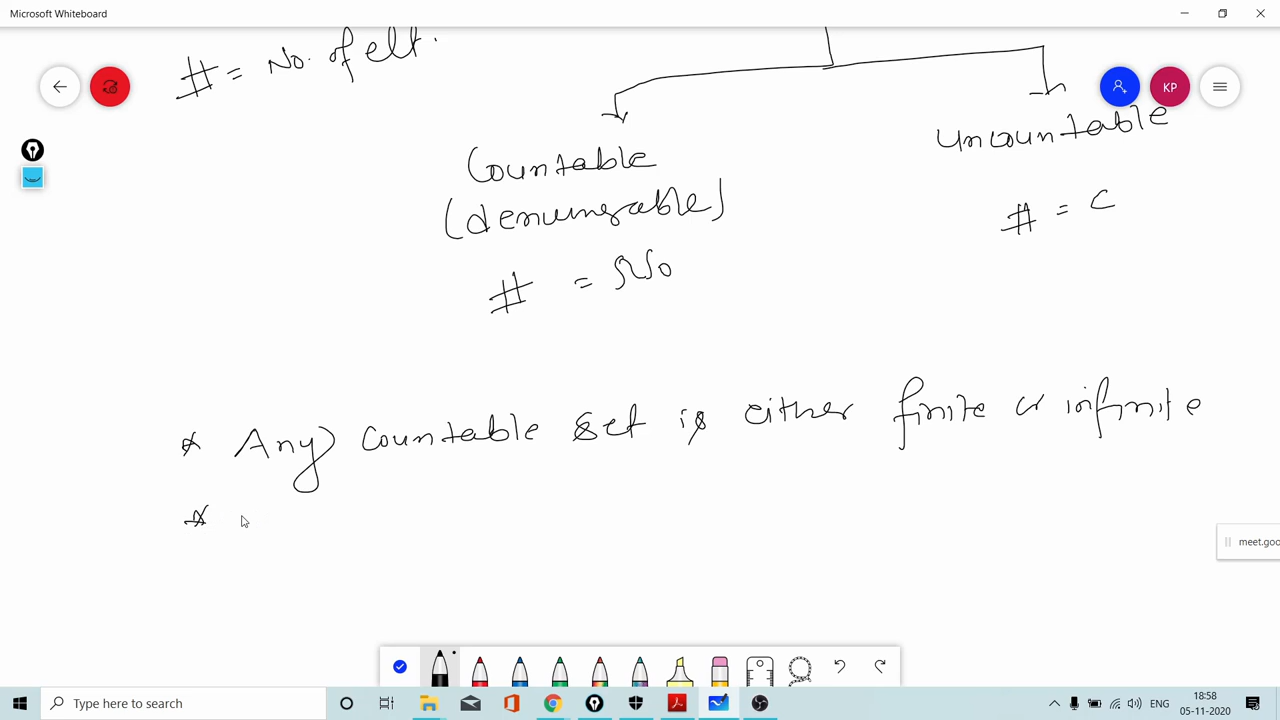 Microsoft Whiteboard
# = No. of elt.
KP
Countable
(denumerable)
# = ℵo
Uncountable
# = c
* Any countable set is either finite or infinite
*
meet.goo
Type here to search
ENG
18:58
05-11-2020